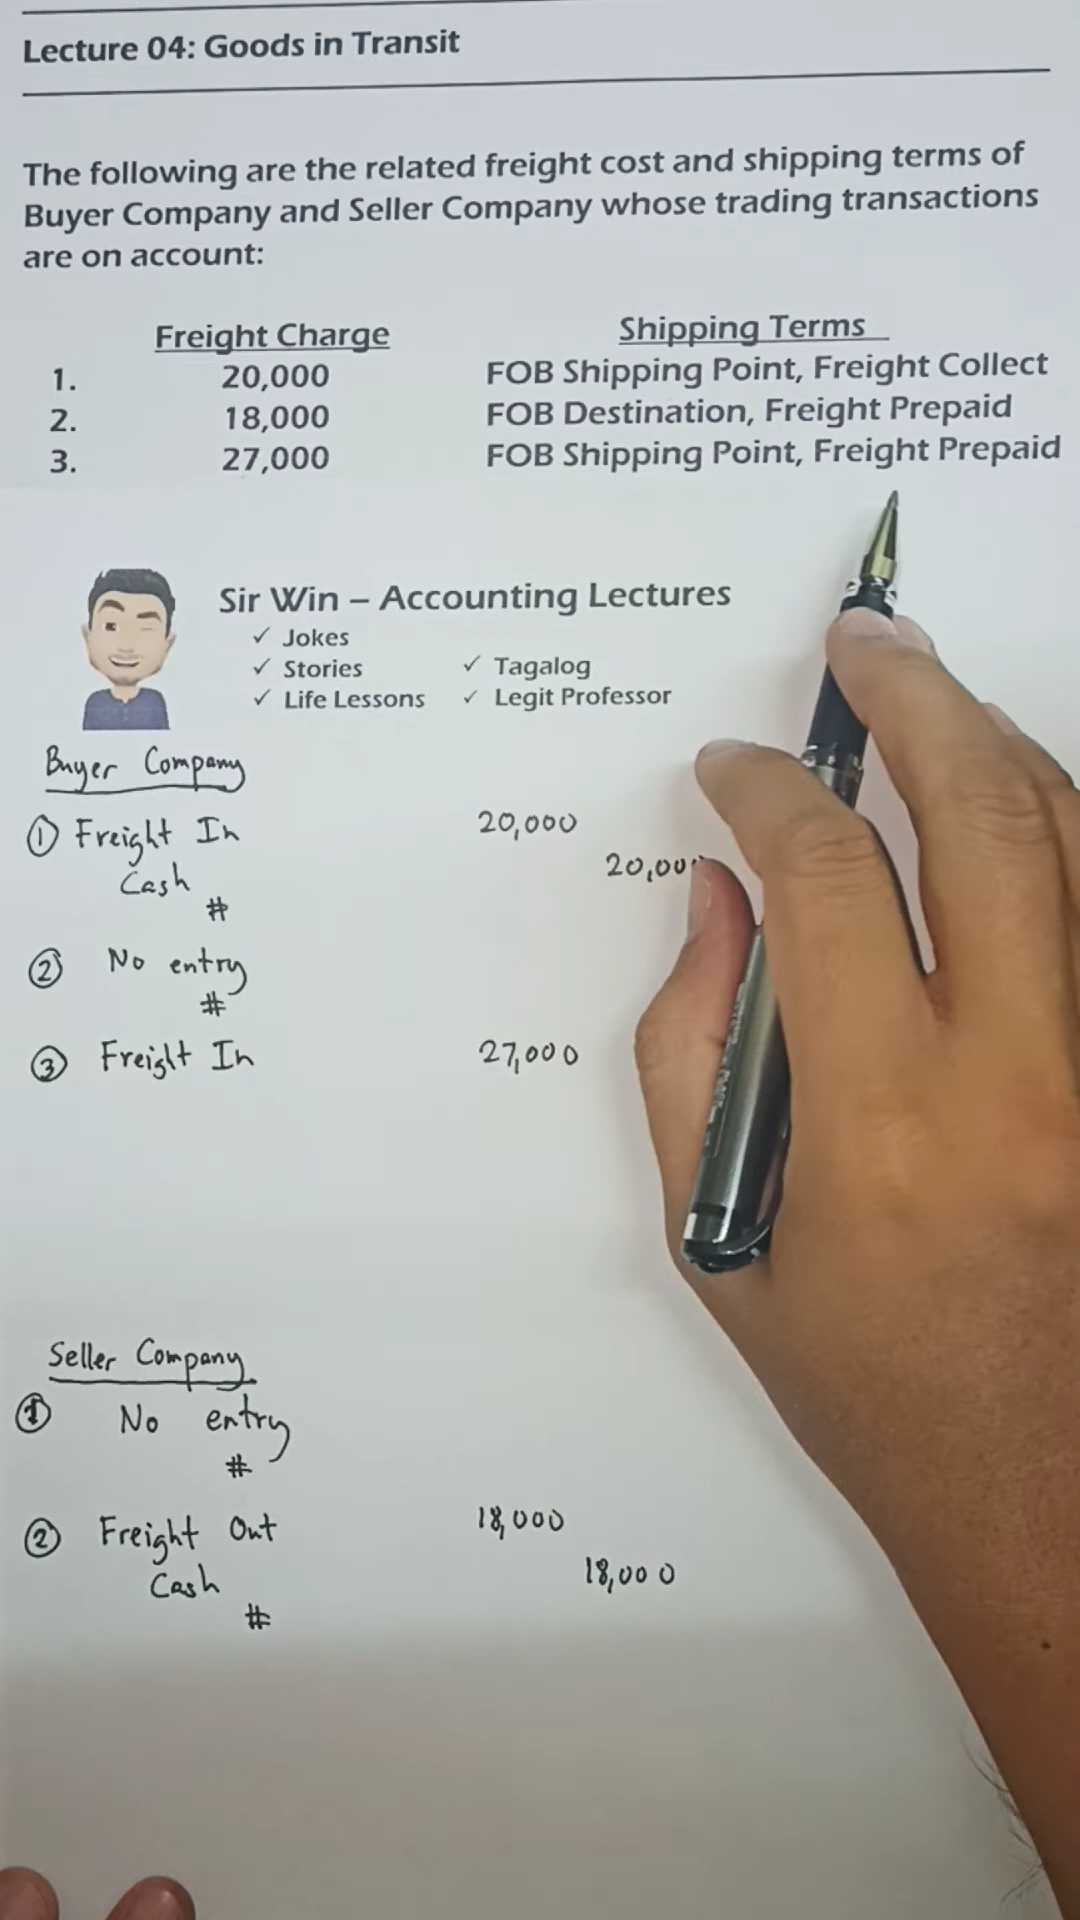 Lecture 04: Goods in Transit
The following are the related freight cost and shipping terms of
Buyer Company and Seller Company whose trading transactions
are on account:
Freight Charge Shipping Terms
1. 20,000 FOB Shipping Point, Freight Collect
2. 18,000 FOB Destination, Freight Prepaid
3. 27,000 FOB Shipping Point, Freight Prepaid
Sir Win – Accounting Lectures
✓ Jokes
✓ Stories ✓ Tagalog
✓ Life Lessons ✓ Legit Professor
Buyer Company
① Freight In 20,000
Cash 20,000
#
② No entry
#
③ Freight In 27,000
Seller Company
① No entry
#
② Freight Out 18,000
Cash 18,000
#